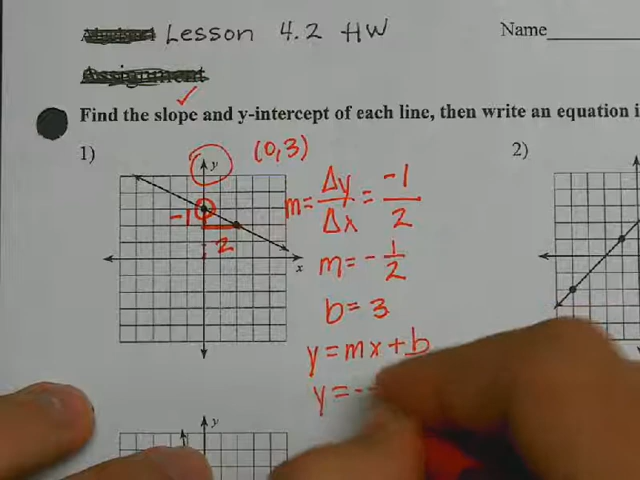 Lesson 4.2 HW
Name
Assignment
Find the slope and y-intercept of each line, then write an equation i
1)
y
(0,3)
2)
-1
2
x
m = Δy/Δx = -1/2
m = - 1/2
b = 3
y = mx + b
y = -
y